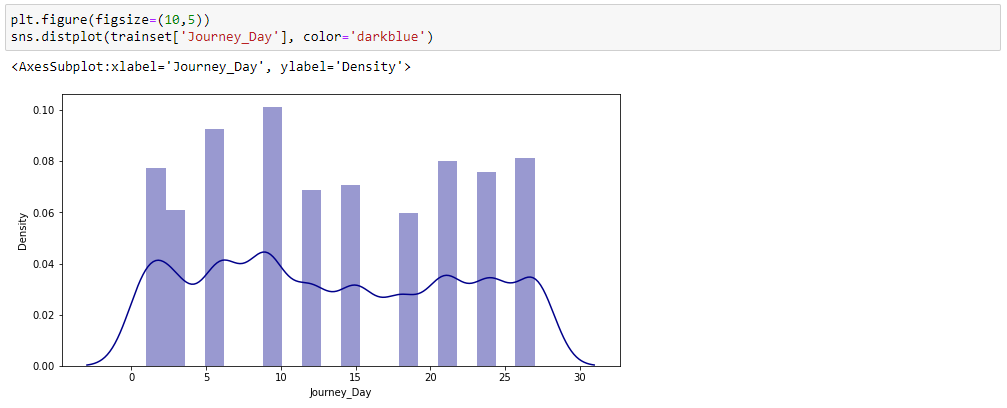 plt.figure(figsize=(10,5))
sns.distplot(trainset['Journey_Day'], color='darkblue')
<AxesSubplot:xlabel='Journey_Day', ylabel='Density'>
0.10
0.08
0.06
0.04
0.02
0.00
Density
0 5 10 15 20 25 30
Journey_Day